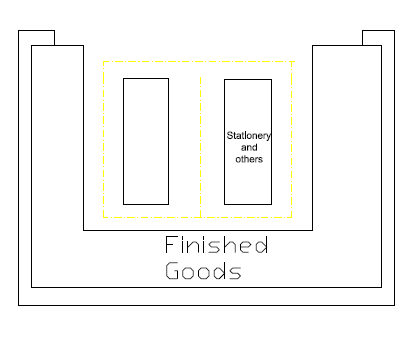 Stationery
and
others
Finished
Goods